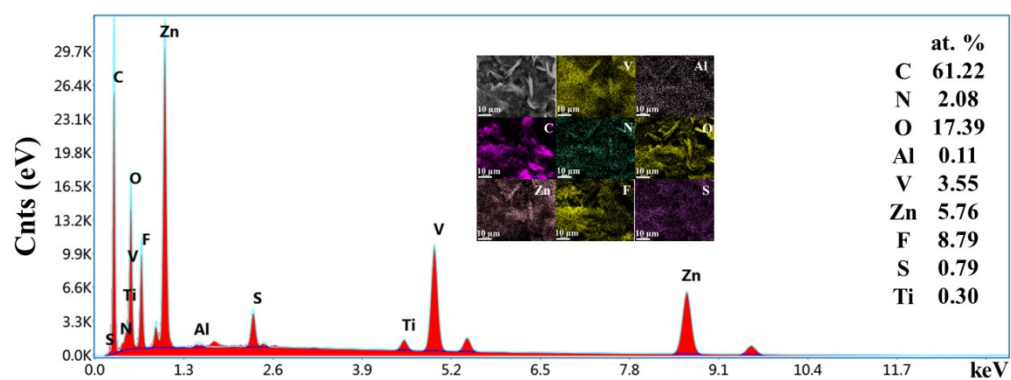 Cnts (eV)
29.7K
26.4K
23.1K
19.8K
16.5K
13.2K
9.9K
6.6K
3.3K
0.0K
0.0 1.3 2.6 3.9 5.2 6.5 7.8 9.1 10.4 11.7 keV
Zn
C
O
F
V
Ti
N
S
Al
S
Ti
V
Zn
10 µm
V 10 µm
Al 10 µm
C 10 µm
N 10 µm
O 10 µm
Zn 10 µm
F 10 µm
S 10 µm
at. %
C 61.22
N 2.08
O 17.39
Al 0.11
V 3.55
Zn 5.76
F 8.79
S 0.79
Ti 0.30